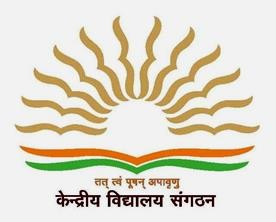 तत् त्वं पूषन् अपावृणु
केन्द्रीय विद्यालय संगठन